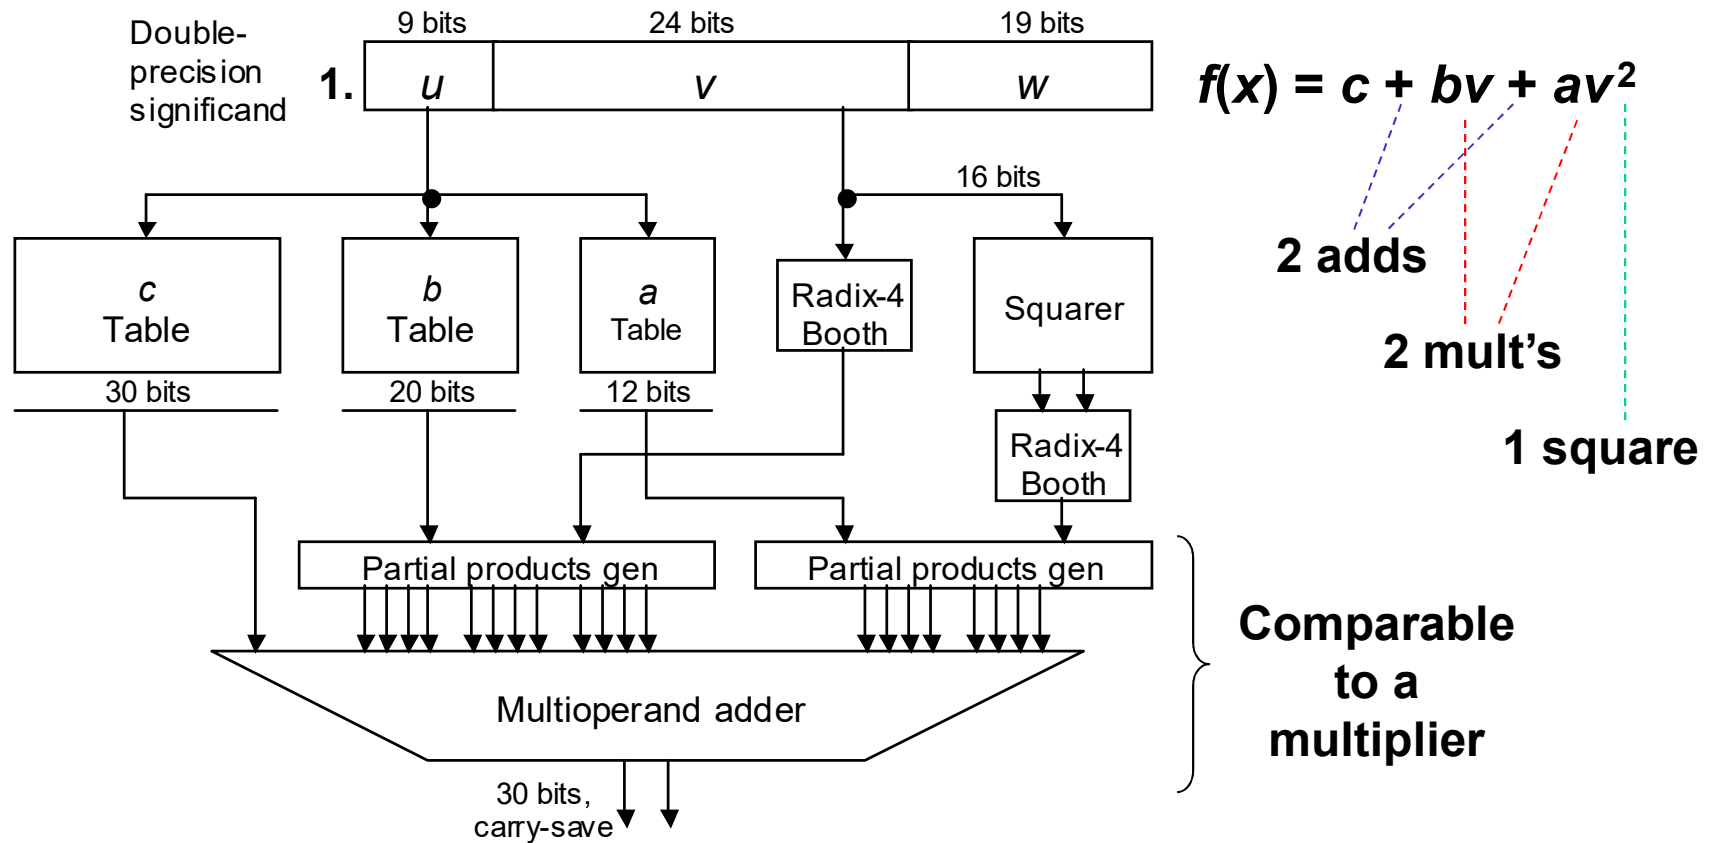 Double-
precision
significand
9 bits
24 bits
19 bits
1.
u
v
w
f(x) = c + bv + av²
16 bits
c
Table
b
Table
a
Table
Radix-4
Booth
Squarer
2 adds
2 mult’s
1 square
30 bits
20 bits
12 bits
Radix-4
Booth
Partial products gen
Partial products gen
Multioperand adder
Comparable
to a
multiplier
30 bits,
carry-save